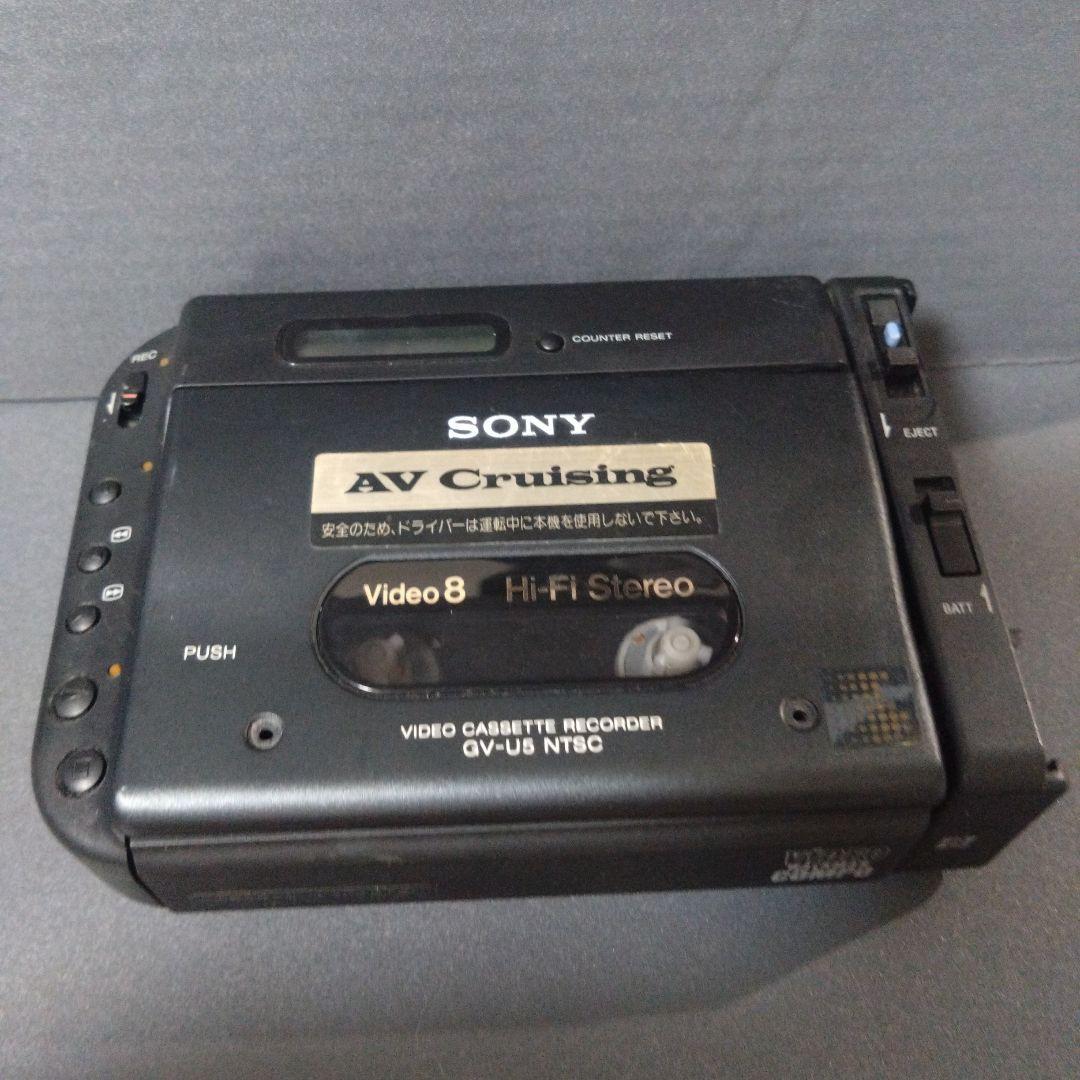 REC
COUNTER RESET
SONY
EJECT
AV Cruising
安全のため、ドライバーは運転中に本機を使用しないで下さい。
Video 8 Hi-Fi Stereo
BATT
PUSH
VIDEO CASSETTE RECORDER
GV-U5 NTSC